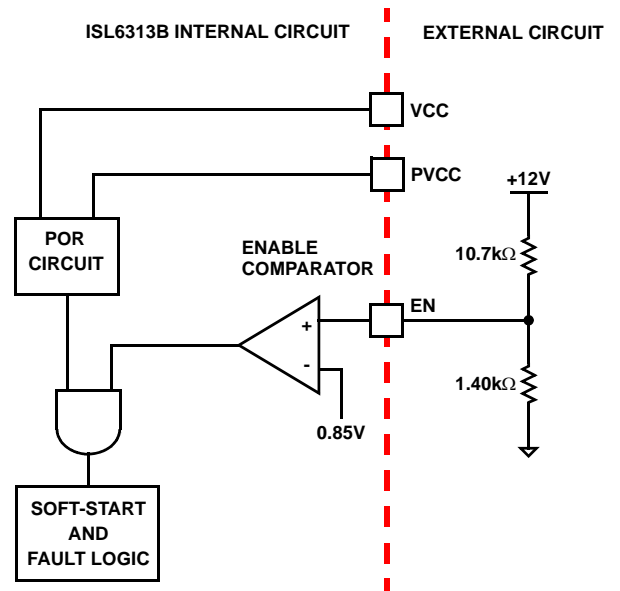 ISL6313B INTERNAL CIRCUIT
EXTERNAL CIRCUIT
VCC
PVCC
+12V
POR
CIRCUIT
ENABLE
COMPARATOR
10.7kΩ
EN
+
-
0.85V
1.40kΩ
SOFT-START
AND
FAULT LOGIC